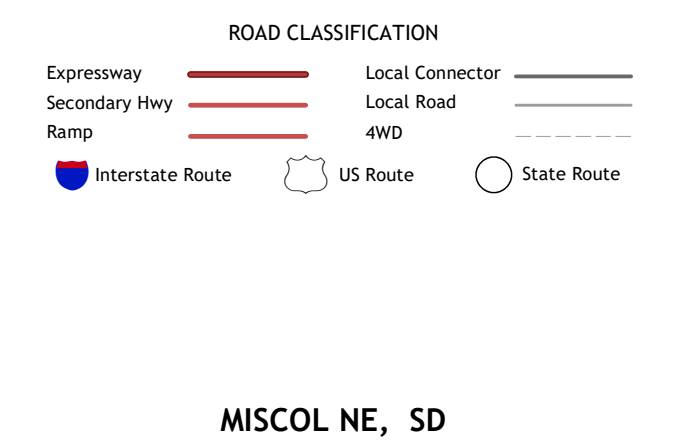 ROAD CLASSIFICATION
Expressway
Local Connector
Secondary Hwy
Local Road
Ramp
4WD
Interstate Route
US Route
State Route
MISCOL NE, SD